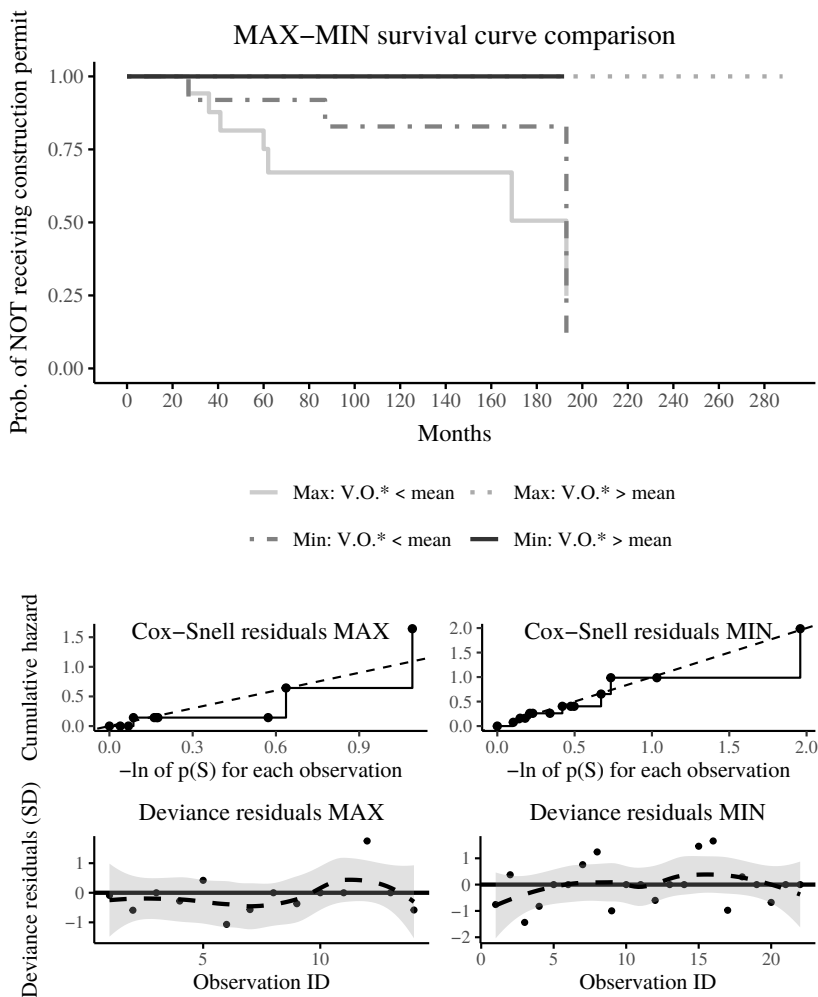 MAX−MIN survival curve comparison
Prob. of NOT receiving construction permit
1.00
0.75
0.50
0.25
0.00
0 20 40 60 80 100 120 140 160 180 200 220 240 260 280
Months
Max: V.O.* < mean Max: V.O.* > mean
Min: V.O.* < mean Min: V.O.* > mean
Cox−Snell residuals MAX
Cumulative hazard
1.5
1.0
0.5
0.0
0.0 0.3 0.6 0.9
−ln of p(S) for each observation
Cox−Snell residuals MIN
2.0
1.5
1.0
0.5
0.0
0.0 0.5 1.0 1.5 2.0
−ln of p(S) for each observation
Deviance residuals MAX
Deviance residuals (SD)
1
0
−1
5 10
Observation ID
Deviance residuals MIN
1
0
−1
−2
0 5 10 15 20
Observation ID